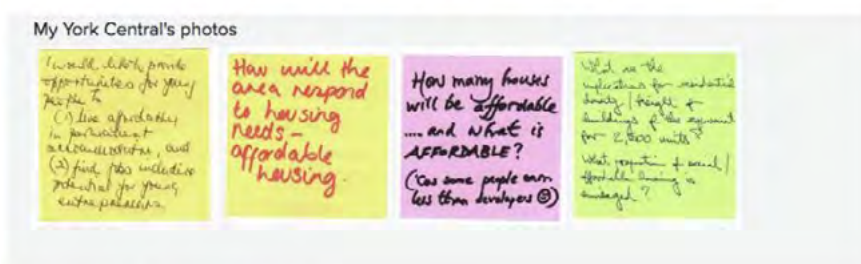 My York Central's photos
I would like to provide
opportunities for young
people to
(1) live affordably
in permanent
accommodation, and
(2) find jobs including
potential for young
entrepreneurs.
How will the
area respond
to housing
needs –
affordable
housing.
How many houses
will be affordable
.... and what is
AFFORDABLE?
('Cos some people earn
less than developers ☺)
What are the
implications for residential
density / height of
buildings of the requirement
for 2,500 units?
What proportion of social /
affordable housing is
envisaged?